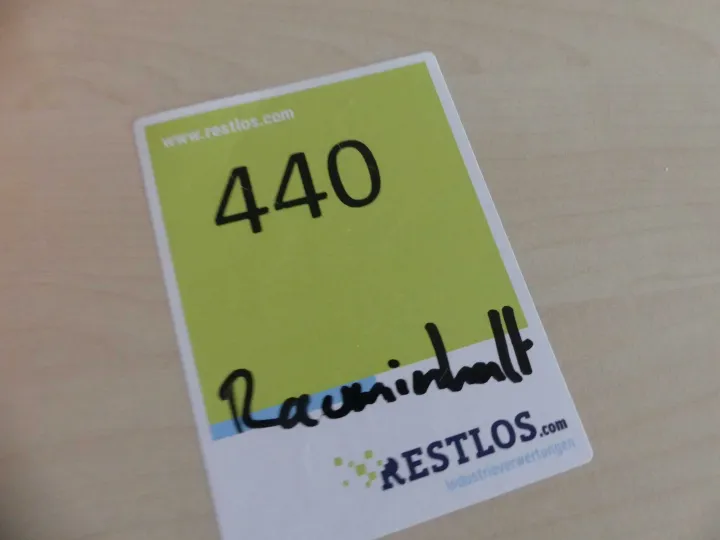 www.restlos.com
440
Rauminhalt
RESTLOS.com
Industrieverwertungen